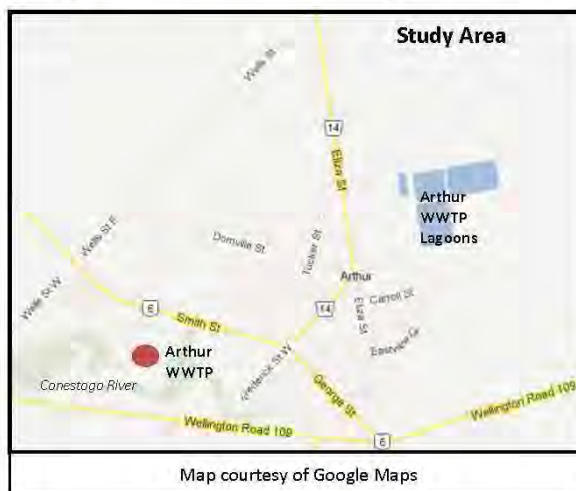 Study Area
Wells St
14
Eliza St
Arthur
WWTP
Lagoons
Wells St E
Domville St
Tucker St
Wells St W
Arthur
14
Carroll St
6
Smith St
Eliza St
Eastview Cr
Arthur
WWTP
Frederick St W
George St
Conestogo River
Wellington Road 109
Wellington Road 109
6
Map courtesy of Google Maps